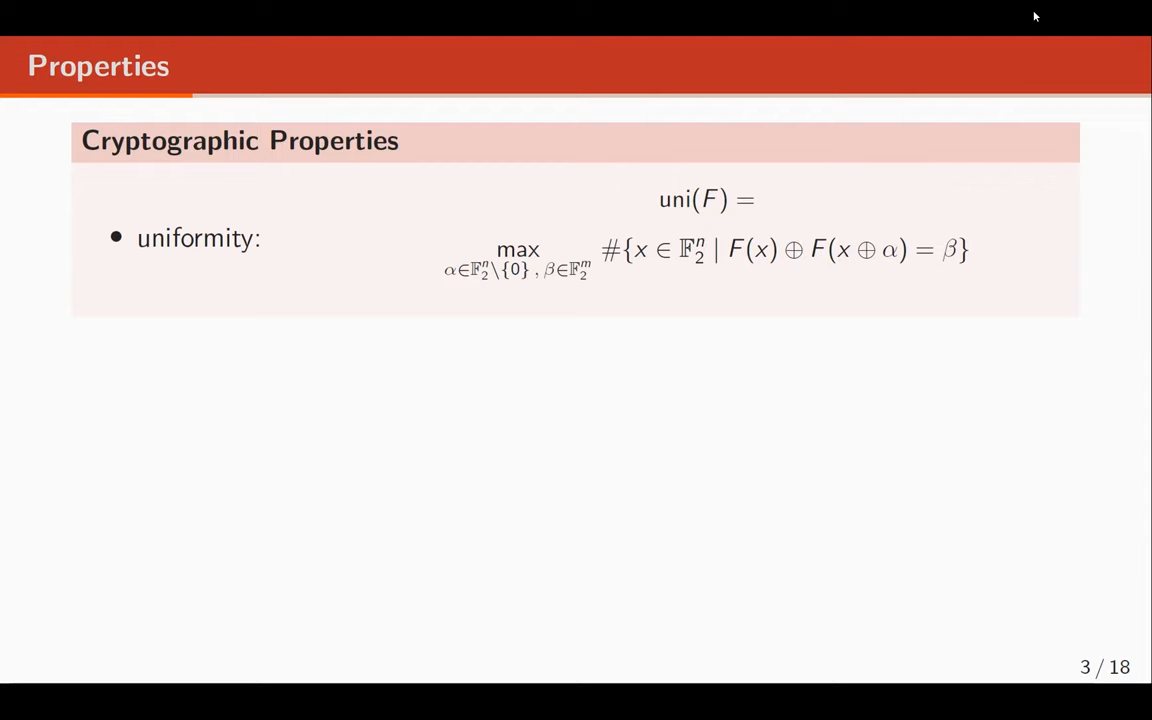 Properties
Cryptographic Properties
uni(F) =
• uniformity:
max #{x ∈ 𝔽₂ⁿ | F(x) ⊕ F(x ⊕ α) = β}
α∈𝔽₂ⁿ\{0} , β∈𝔽₂ᵐ
3 / 18